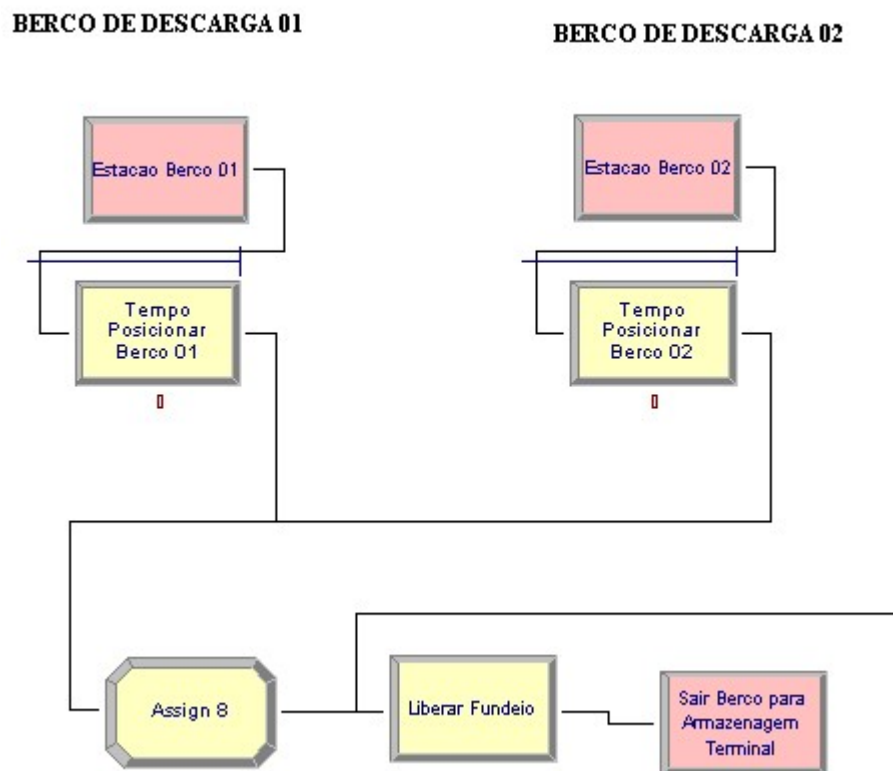 BERCO DE DESCARGA 01
BERCO DE DESCARGA 02
Estacao Berco 01
Estacao Berco 02
Tempo
Posicionar
Berco 01
0
Tempo
Posicionar
Berco 02
0
Assign 8
Liberar Fundeio
Sair Berco para
Armazenagem
Terminal